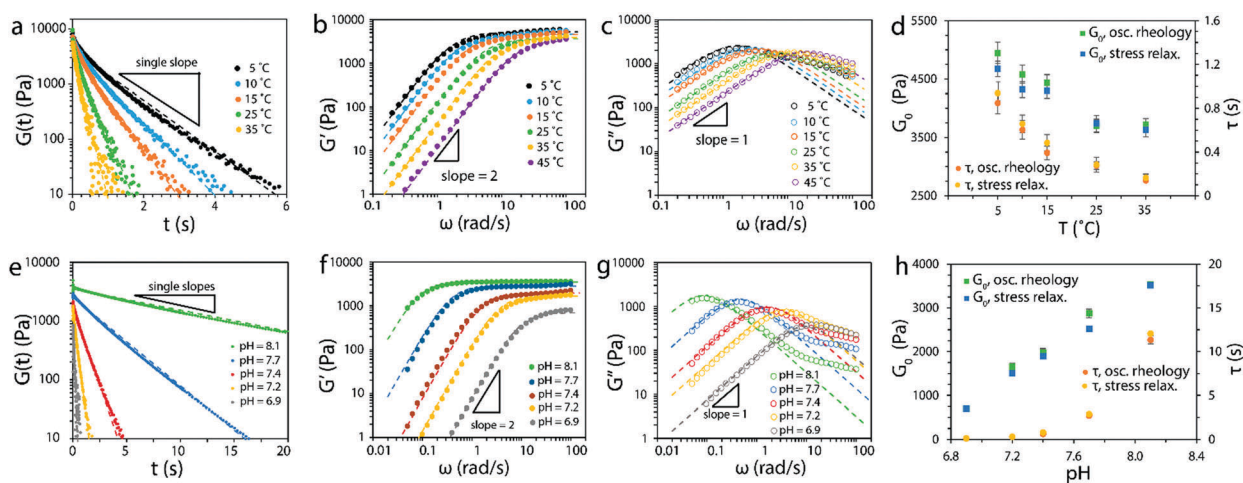 a
10000
1000
100
10
G(t) (Pa)
0 2 4 6
t (s)
single slope
5 °C
10 °C
15 °C
25 °C
35 °C
b
10000
1000
100
10
1
G' (Pa)
0.1 1 10 100
ω (rad/s)
slope = 2
5 °C
10 °C
15 °C
25 °C
35 °C
45 °C
c
10000
1000
100
10
1
G" (Pa)
0.1 1 10 100
ω (rad/s)
slope = 1
5 °C
10 °C
15 °C
25 °C
35 °C
45 °C
d
5500
4500
3500
2500
G₀ (Pa)
G₀, osc. rheology
G₀, stress relax.
τ, osc. rheology
τ, stress relax.
5 15 25 35
T (°C)
1.6
1.2
0.8
0.4
0
τ (s)
e
10000
1000
100
10
G(t) (Pa)
0 5 10 15 20
t (s)
single slopes
pH = 8.1
pH = 7.7
pH = 7.4
pH = 7.2
pH = 6.9
f
10000
1000
100
10
1
G' (Pa)
0.01 0.1 1 10 100
ω (rad/s)
slope = 2
pH = 8.1
pH = 7.7
pH = 7.4
pH = 7.2
pH = 6.9
g
10000
1000
100
10
1
G" (Pa)
0.01 0.1 1 10 100
ω (rad/s)
slope = 1
pH = 8.1
pH = 7.7
pH = 7.4
pH = 7.2
pH = 6.9
h
4000
3000
2000
1000
0
G₀ (Pa)
G₀, osc. rheology
G₀, stress relax.
τ, osc. rheology
τ, stress relax.
6.8 7.2 7.6 8.0 8.4
pH
20
15
10
5
0
τ (s)